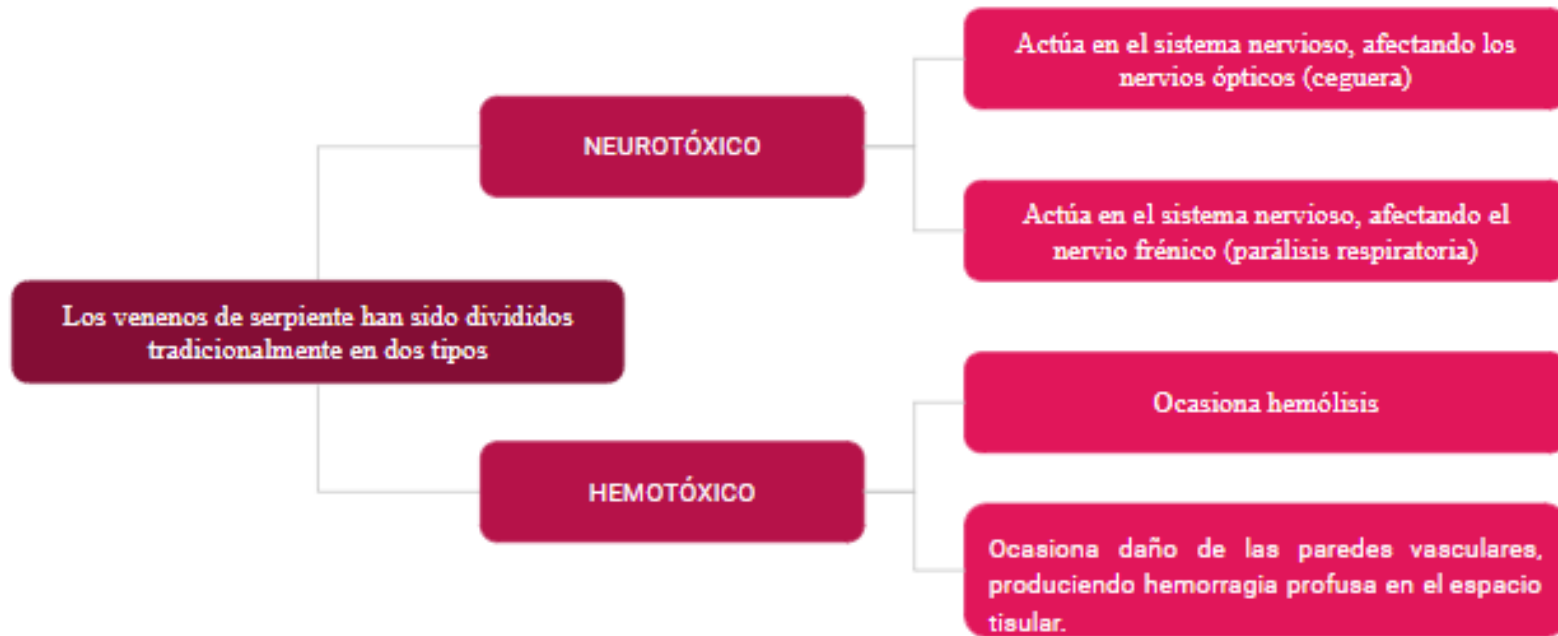 Actúa en el sistema nervioso, afectando los
nervios ópticos (ceguera)
NEUROTÓXICO
Actúa en el sistema nervioso, afectando el
nervio frénico (parálisis respiratoria)
Los venenos de serpiente han sido divididos
tradicionalmente en dos tipos
Ocasiona hemólisis
HEMOTÓXICO
Ocasiona daño de las paredes vasculares,
produciendo hemorragia profusa en el espacio
tisular.